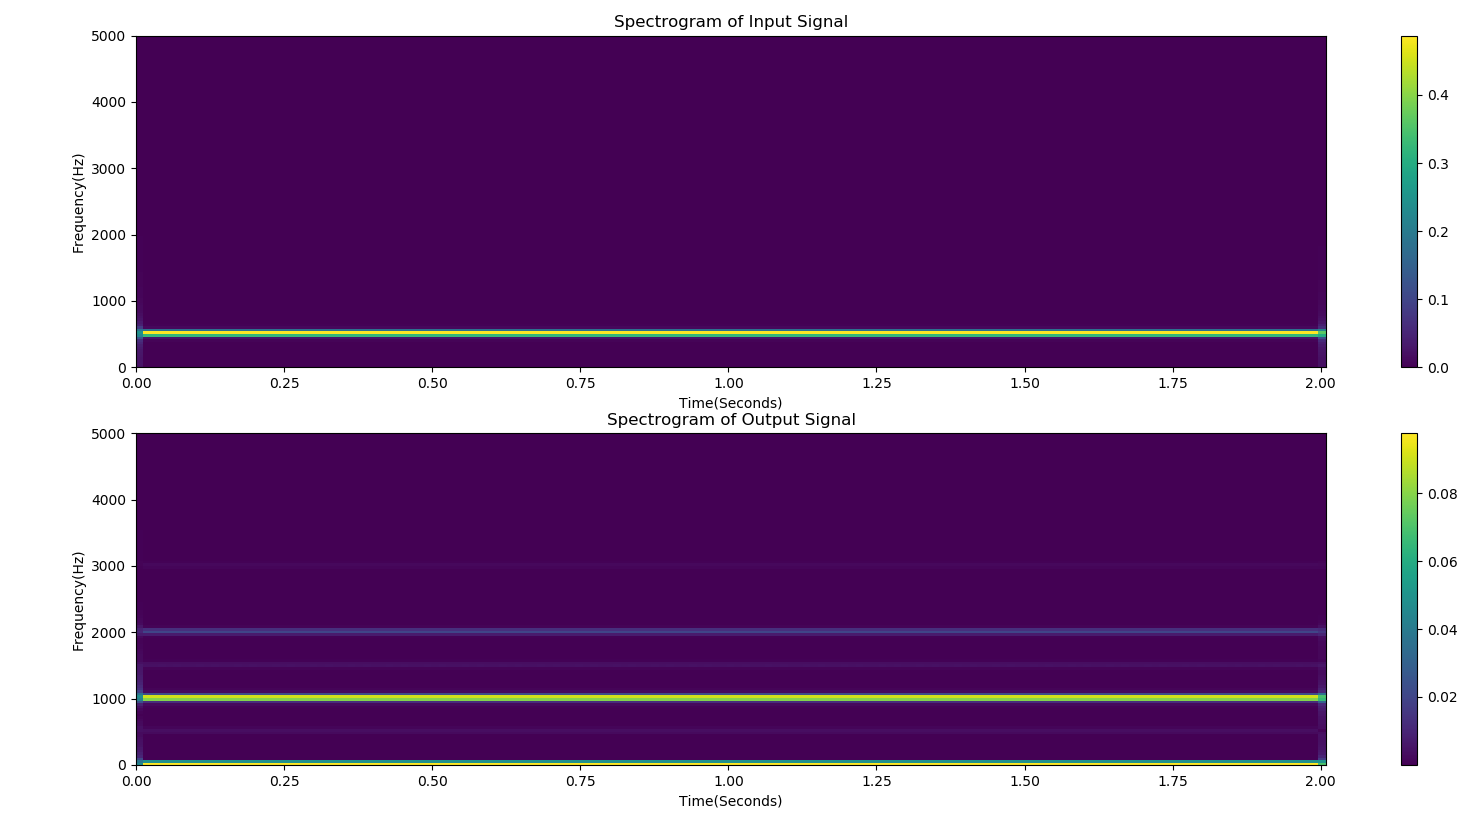 Spectrogram of Input Signal
5000
4000
3000
2000
1000
0
Frequency(Hz)
0.00 0.25 0.50 0.75 1.00 1.25 1.50 1.75 2.00
Time(Seconds)
0.4
0.3
0.2
0.1
0.0
Spectrogram of Output Signal
5000
4000
3000
2000
1000
0
Frequency(Hz)
0.00 0.25 0.50 0.75 1.00 1.25 1.50 1.75 2.00
Time(Seconds)
0.08
0.06
0.04
0.02